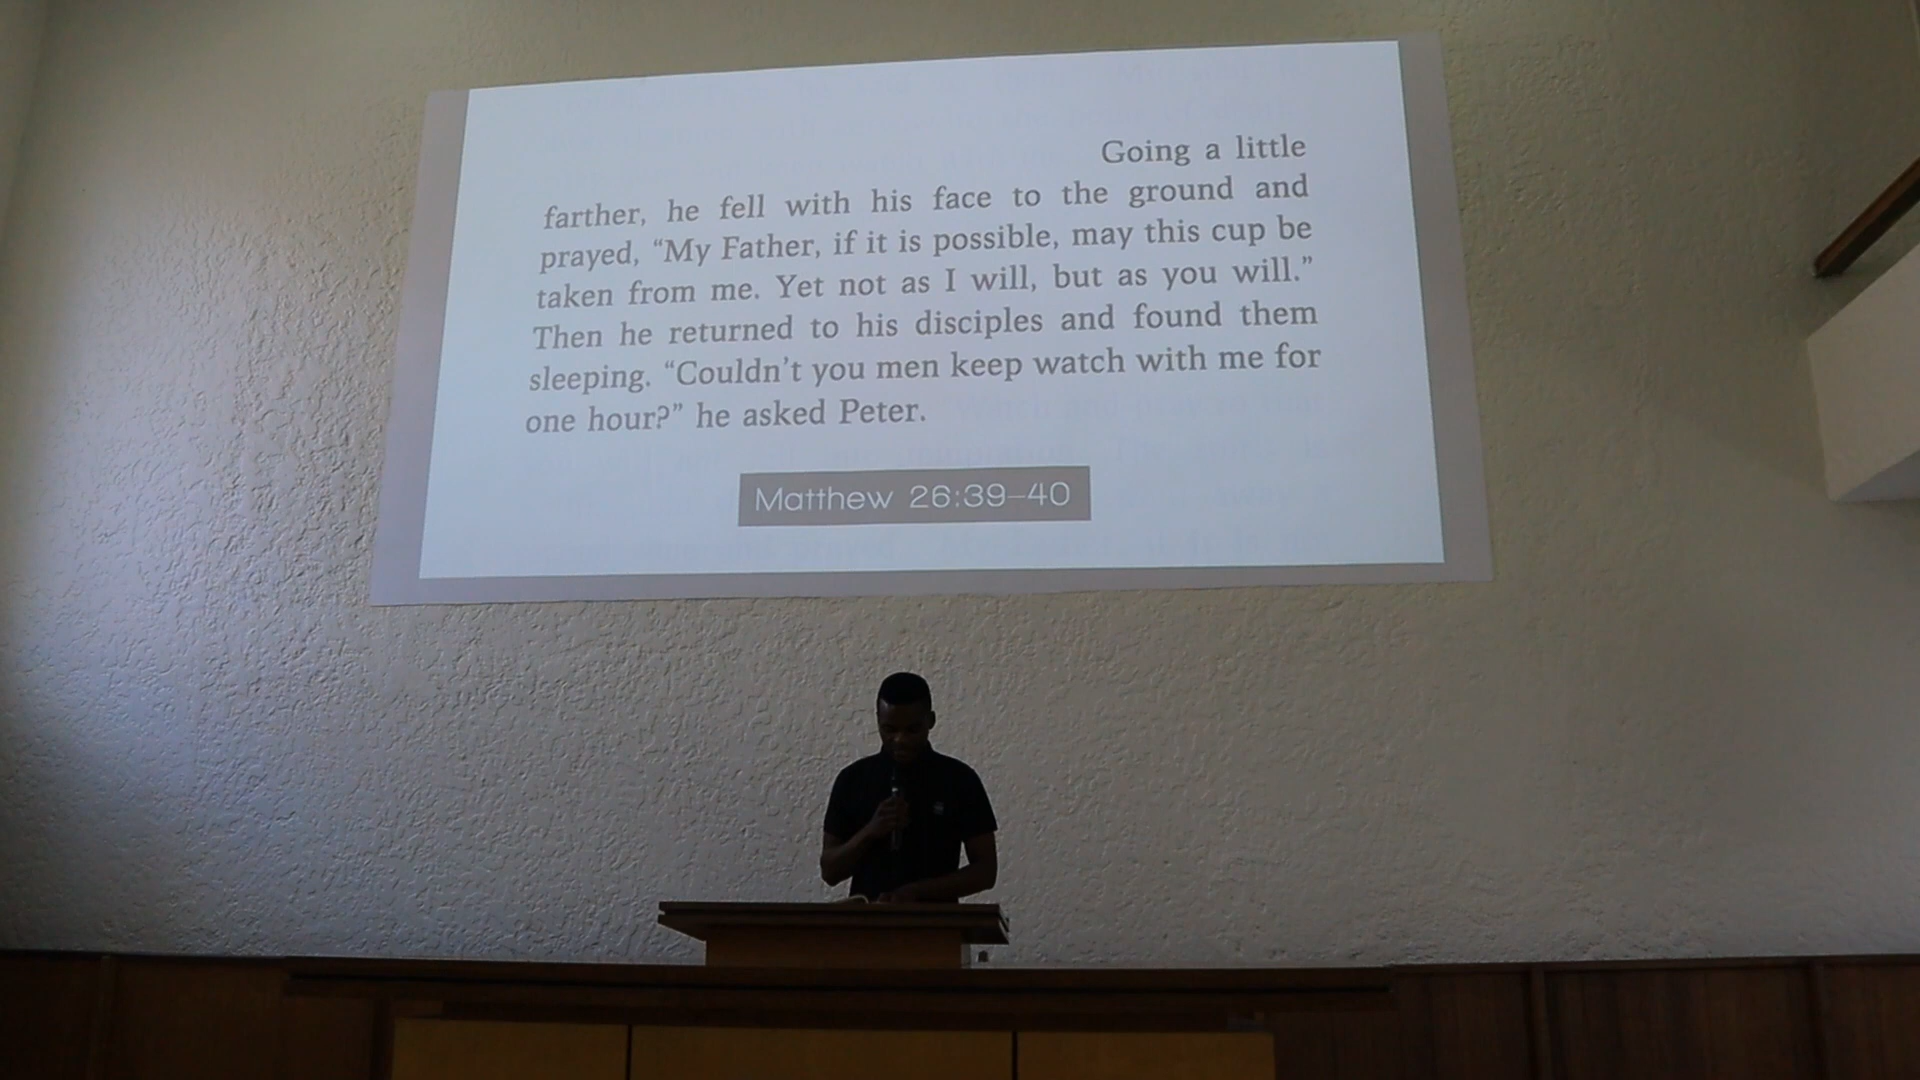 Going a little
farther, he fell with his face to the ground and
prayed, “My Father, if it is possible, may this cup be
taken from me. Yet not as I will, but as you will.”
Then he returned to his disciples and found them
sleeping. “Couldn’t you men keep watch with me for
one hour?” he asked Peter.
Matthew 26:39–40